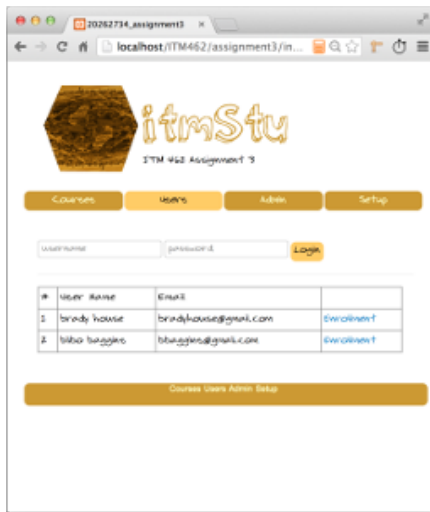 20262734_assignment3
localhost/ITM462/assignment3/in...
itmStu
ITM 462 Assignment 3
Courses Users Admin Setup
username password Login
# User Name Email
1 brady house bradyhouse@gmail.com Enrollment
2 bilbo baggins bbaggins@gmail.com Enrollment
Courses Users Admin Setup